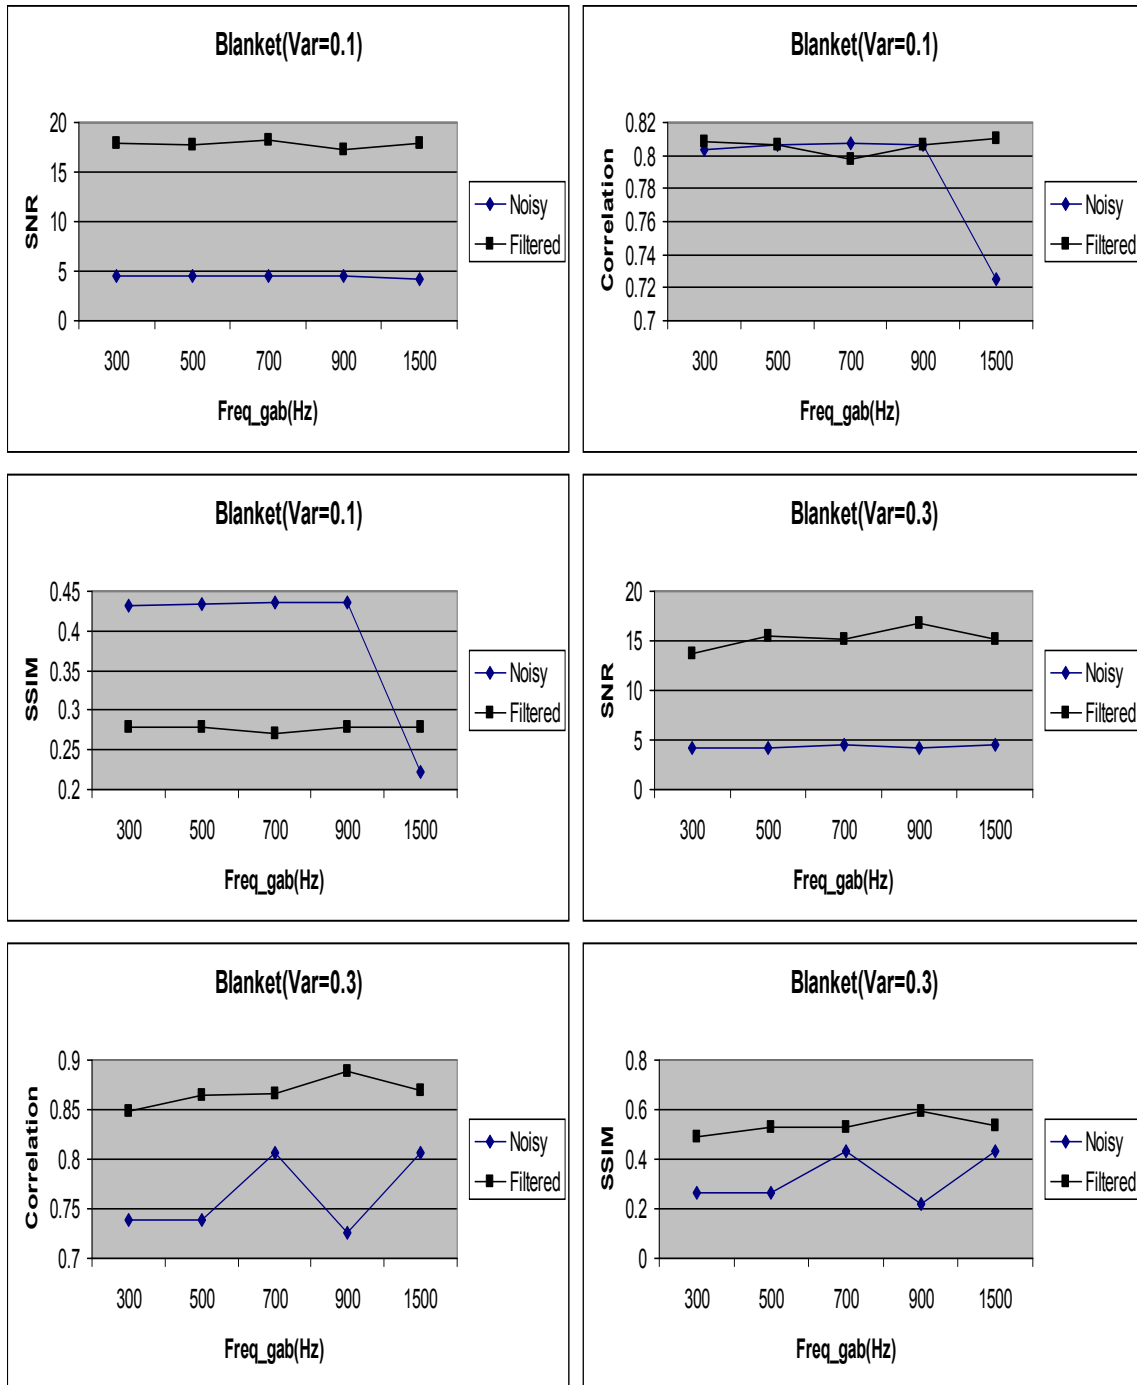 Blanket(Var=0.1)
SNR
20
15
10
5
0
300 500 700 900 1500
Freq_gab(Hz)
Noisy
Filtered
Blanket(Var=0.1)
Correlation
0.82
0.8
0.78
0.76
0.74
0.72
0.7
300 500 700 900 1500
Freq_gab(Hz)
Noisy
Filtered
Blanket(Var=0.1)
SSIM
0.45
0.4
0.35
0.3
0.25
0.2
300 500 700 900 1500
Freq_gab(Hz)
Noisy
Filtered
Blanket(Var=0.3)
SNR
20
15
10
5
0
300 500 700 900 1500
Freq_gab(Hz)
Noisy
Filtered
Blanket(Var=0.3)
Correlation
0.9
0.85
0.8
0.75
0.7
300 500 700 900 1500
Freq_gab(Hz)
Noisy
Filtered
Blanket(Var=0.3)
SSIM
0.8
0.6
0.4
0.2
0
300 500 700 900 1500
Freq_gab(Hz)
Noisy
Filtered